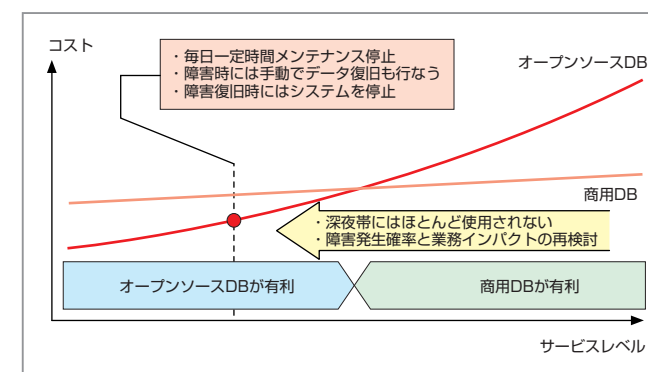 コスト
・毎日一定時間メンテナンス停止
・障害時には手動でデータ復旧も行なう
・障害復旧時にはシステムを停止
オープンソースDB
商用DB
・深夜帯にはほとんど使用されない
・障害発生確率と業務インパクトの再検討
オープンソースDBが有利
商用DBが有利
サービスレベル